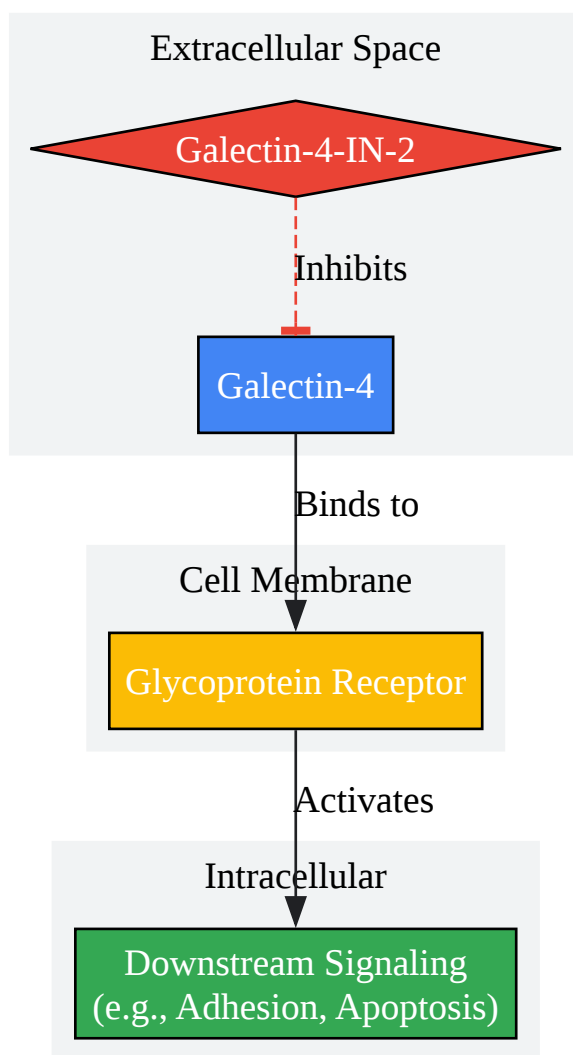 Extracellular Space
Galectin-4-IN-2
Inhibits
Galectin-4
Binds to
Cell Membrane
Glycoprotein Receptor
Activates
Intracellular
Downstream Signaling
(e.g., Adhesion, Apoptosis)